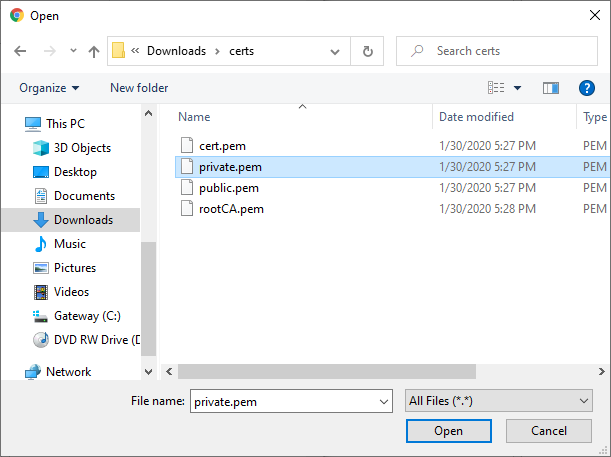 Open
Downloads
certs
Search certs
Organize
New folder
?
Name
Date modified
Type
This PC
3D Objects
Desktop
Documents
Downloads
Music
Pictures
Videos
Gateway (C:)
DVD RW Drive (D
Network
cert.pem 1/30/2020 5:27 PM PEM
private.pem 1/30/2020 5:27 PM PEM
public.pem 1/30/2020 5:27 PM PEM
rootCA.pem 1/30/2020 5:28 PM PEM
File name: private.pem
All Files (*.*)
Open
Cancel